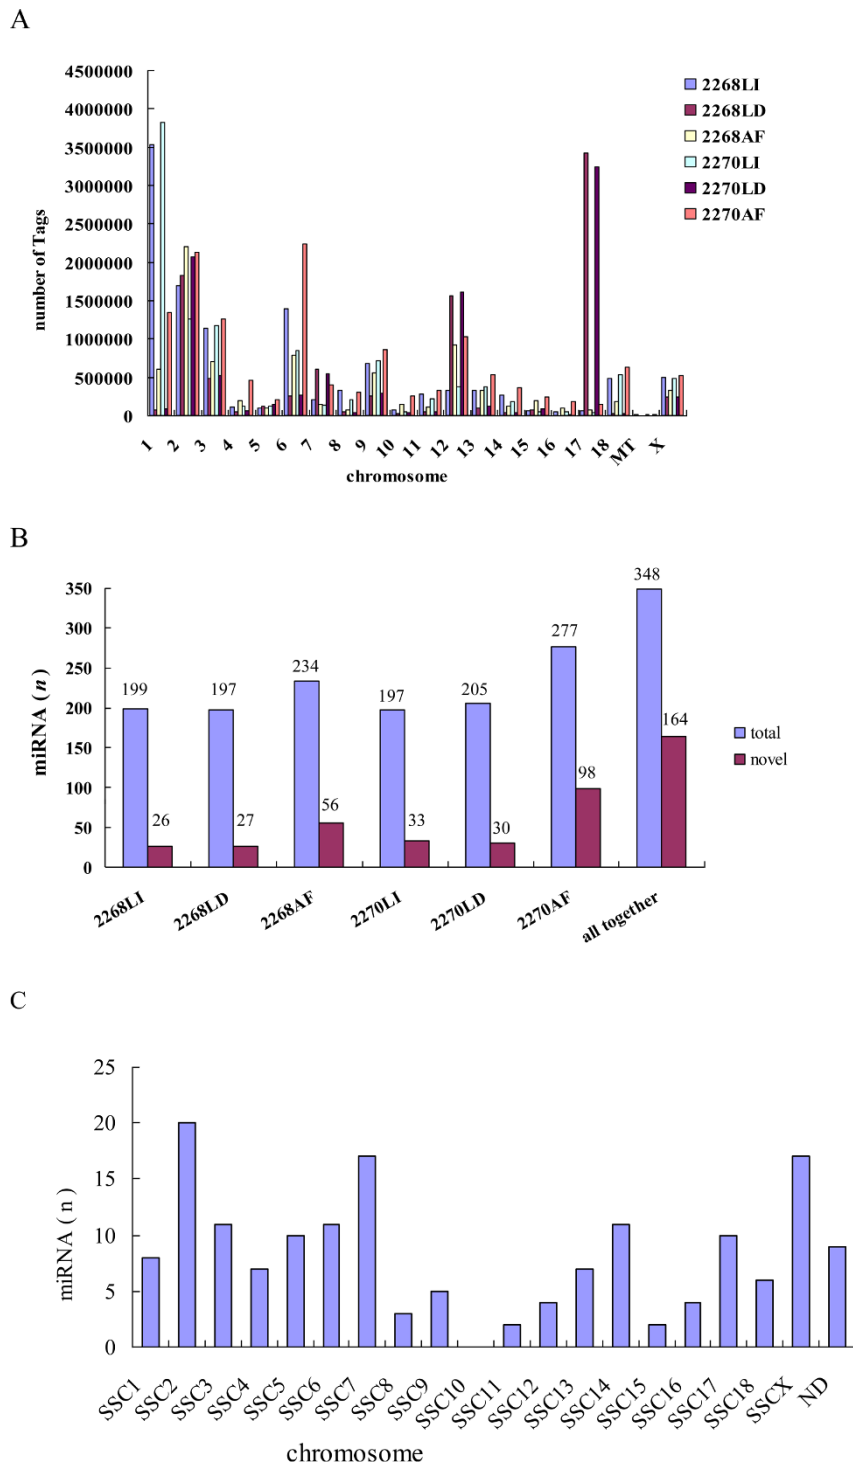 A
4500000
4000000
3500000
3000000
2500000
2000000
1500000
1000000
500000
0
number of Tags
1 2 3 4 5 6 7 8 9 10 11 12 13 14 15 16 17 18 MT X
chromosome
2268LI
2268LD
2268AF
2270LI
2270LD
2270AF
B
350
300
250
200
150
100
50
0
miRNA ( n )
199 26
197 27
234 56
197 33
205 30
277 98
348 164
2268LI 2268LD 2268AF 2270LI 2270LD 2270AF all together
total
novel
C
25
20
15
10
5
0
miRNA ( n )
SSC1 SSC2 SSC3 SSC4 SSC5 SSC6 SSC7 SSC8 SSC9 SSC10 SSC11 SSC12 SSC13 SSC14 SSC15 SSC16 SSC17 SSC18 SSCX ND
chromosome